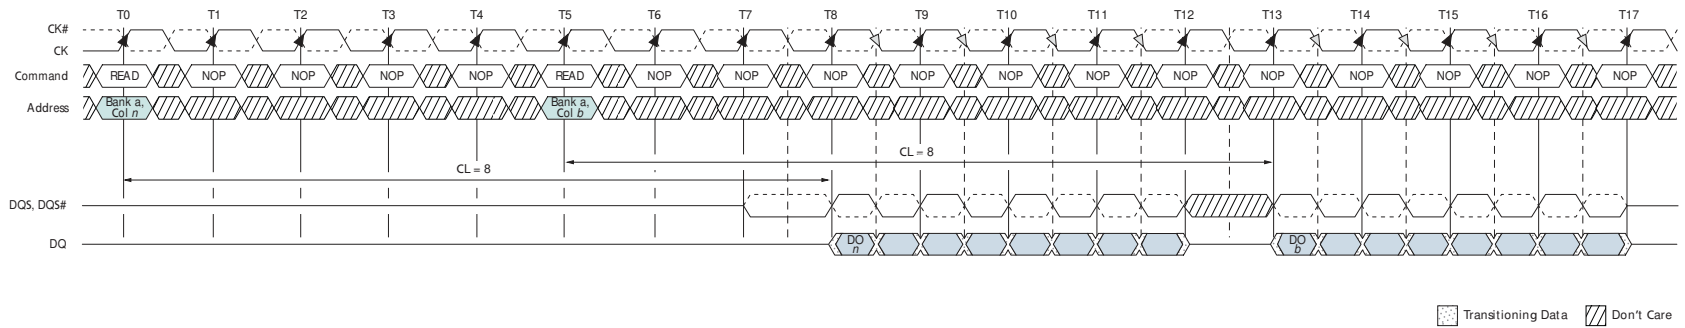 T0 T1 T2 T3 T4 T5 T6 T7 T8 T9 T10 T11 T12 T13 T14 T15 T16 T17
CK#
CK
Command READ NOP NOP NOP NOP READ NOP NOP NOP NOP NOP NOP NOP NOP NOP NOP NOP NOP
Address Bank a, Bank a,
Col n Col b
CL = 8
CL = 8
DQS, DQS#
DQ DO DO
n b
Transitioning Data Don't Care